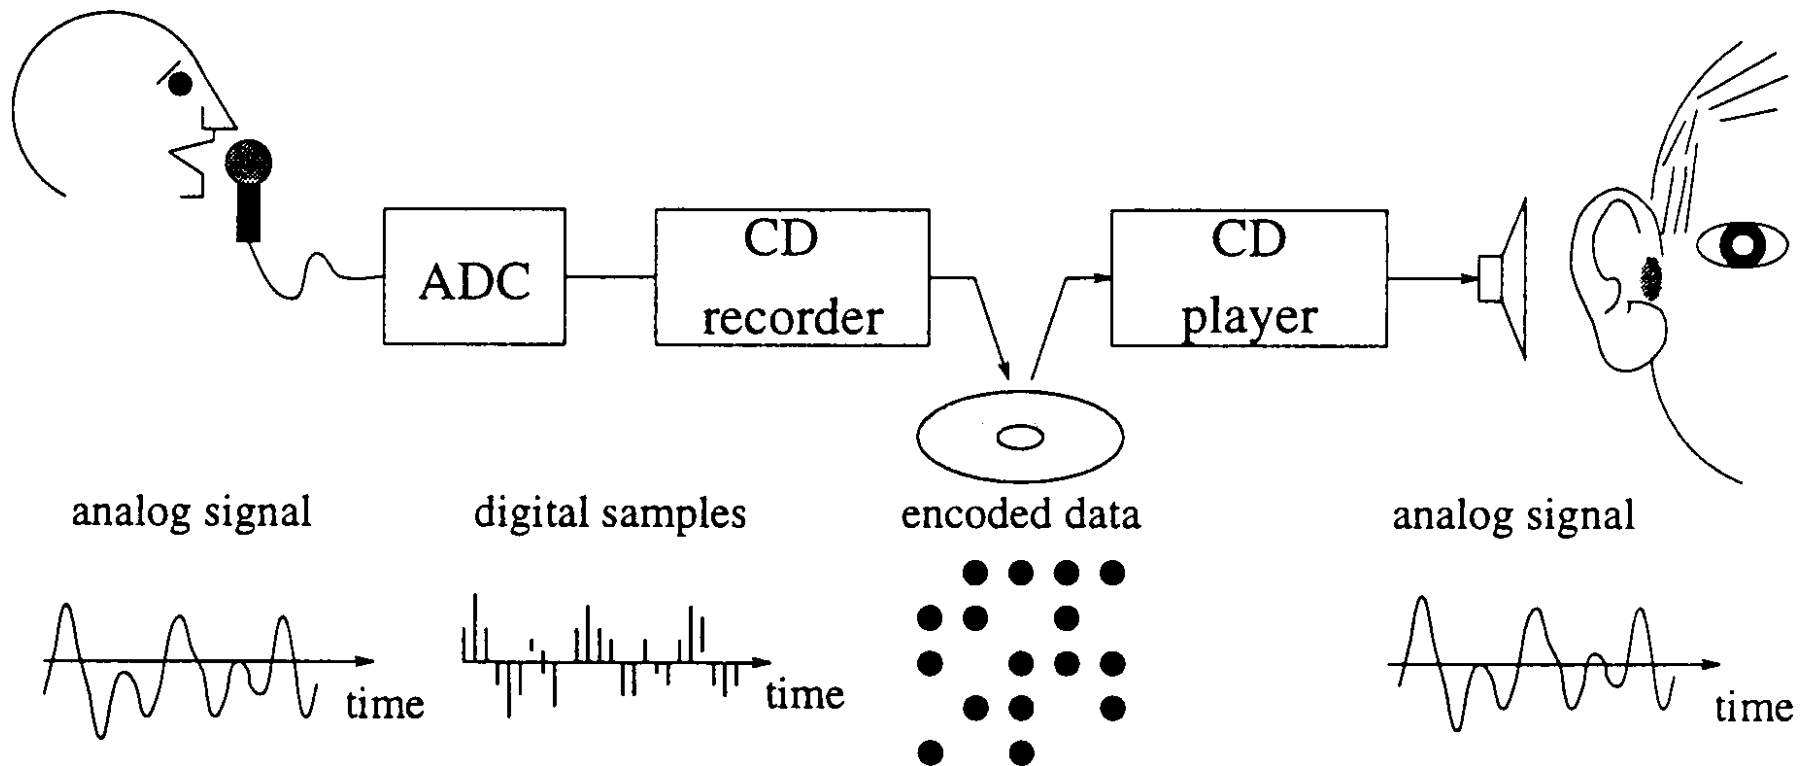 ADC
CD
recorder
CD
player
analog signal
digital samples
encoded data
analog signal
time
time
time